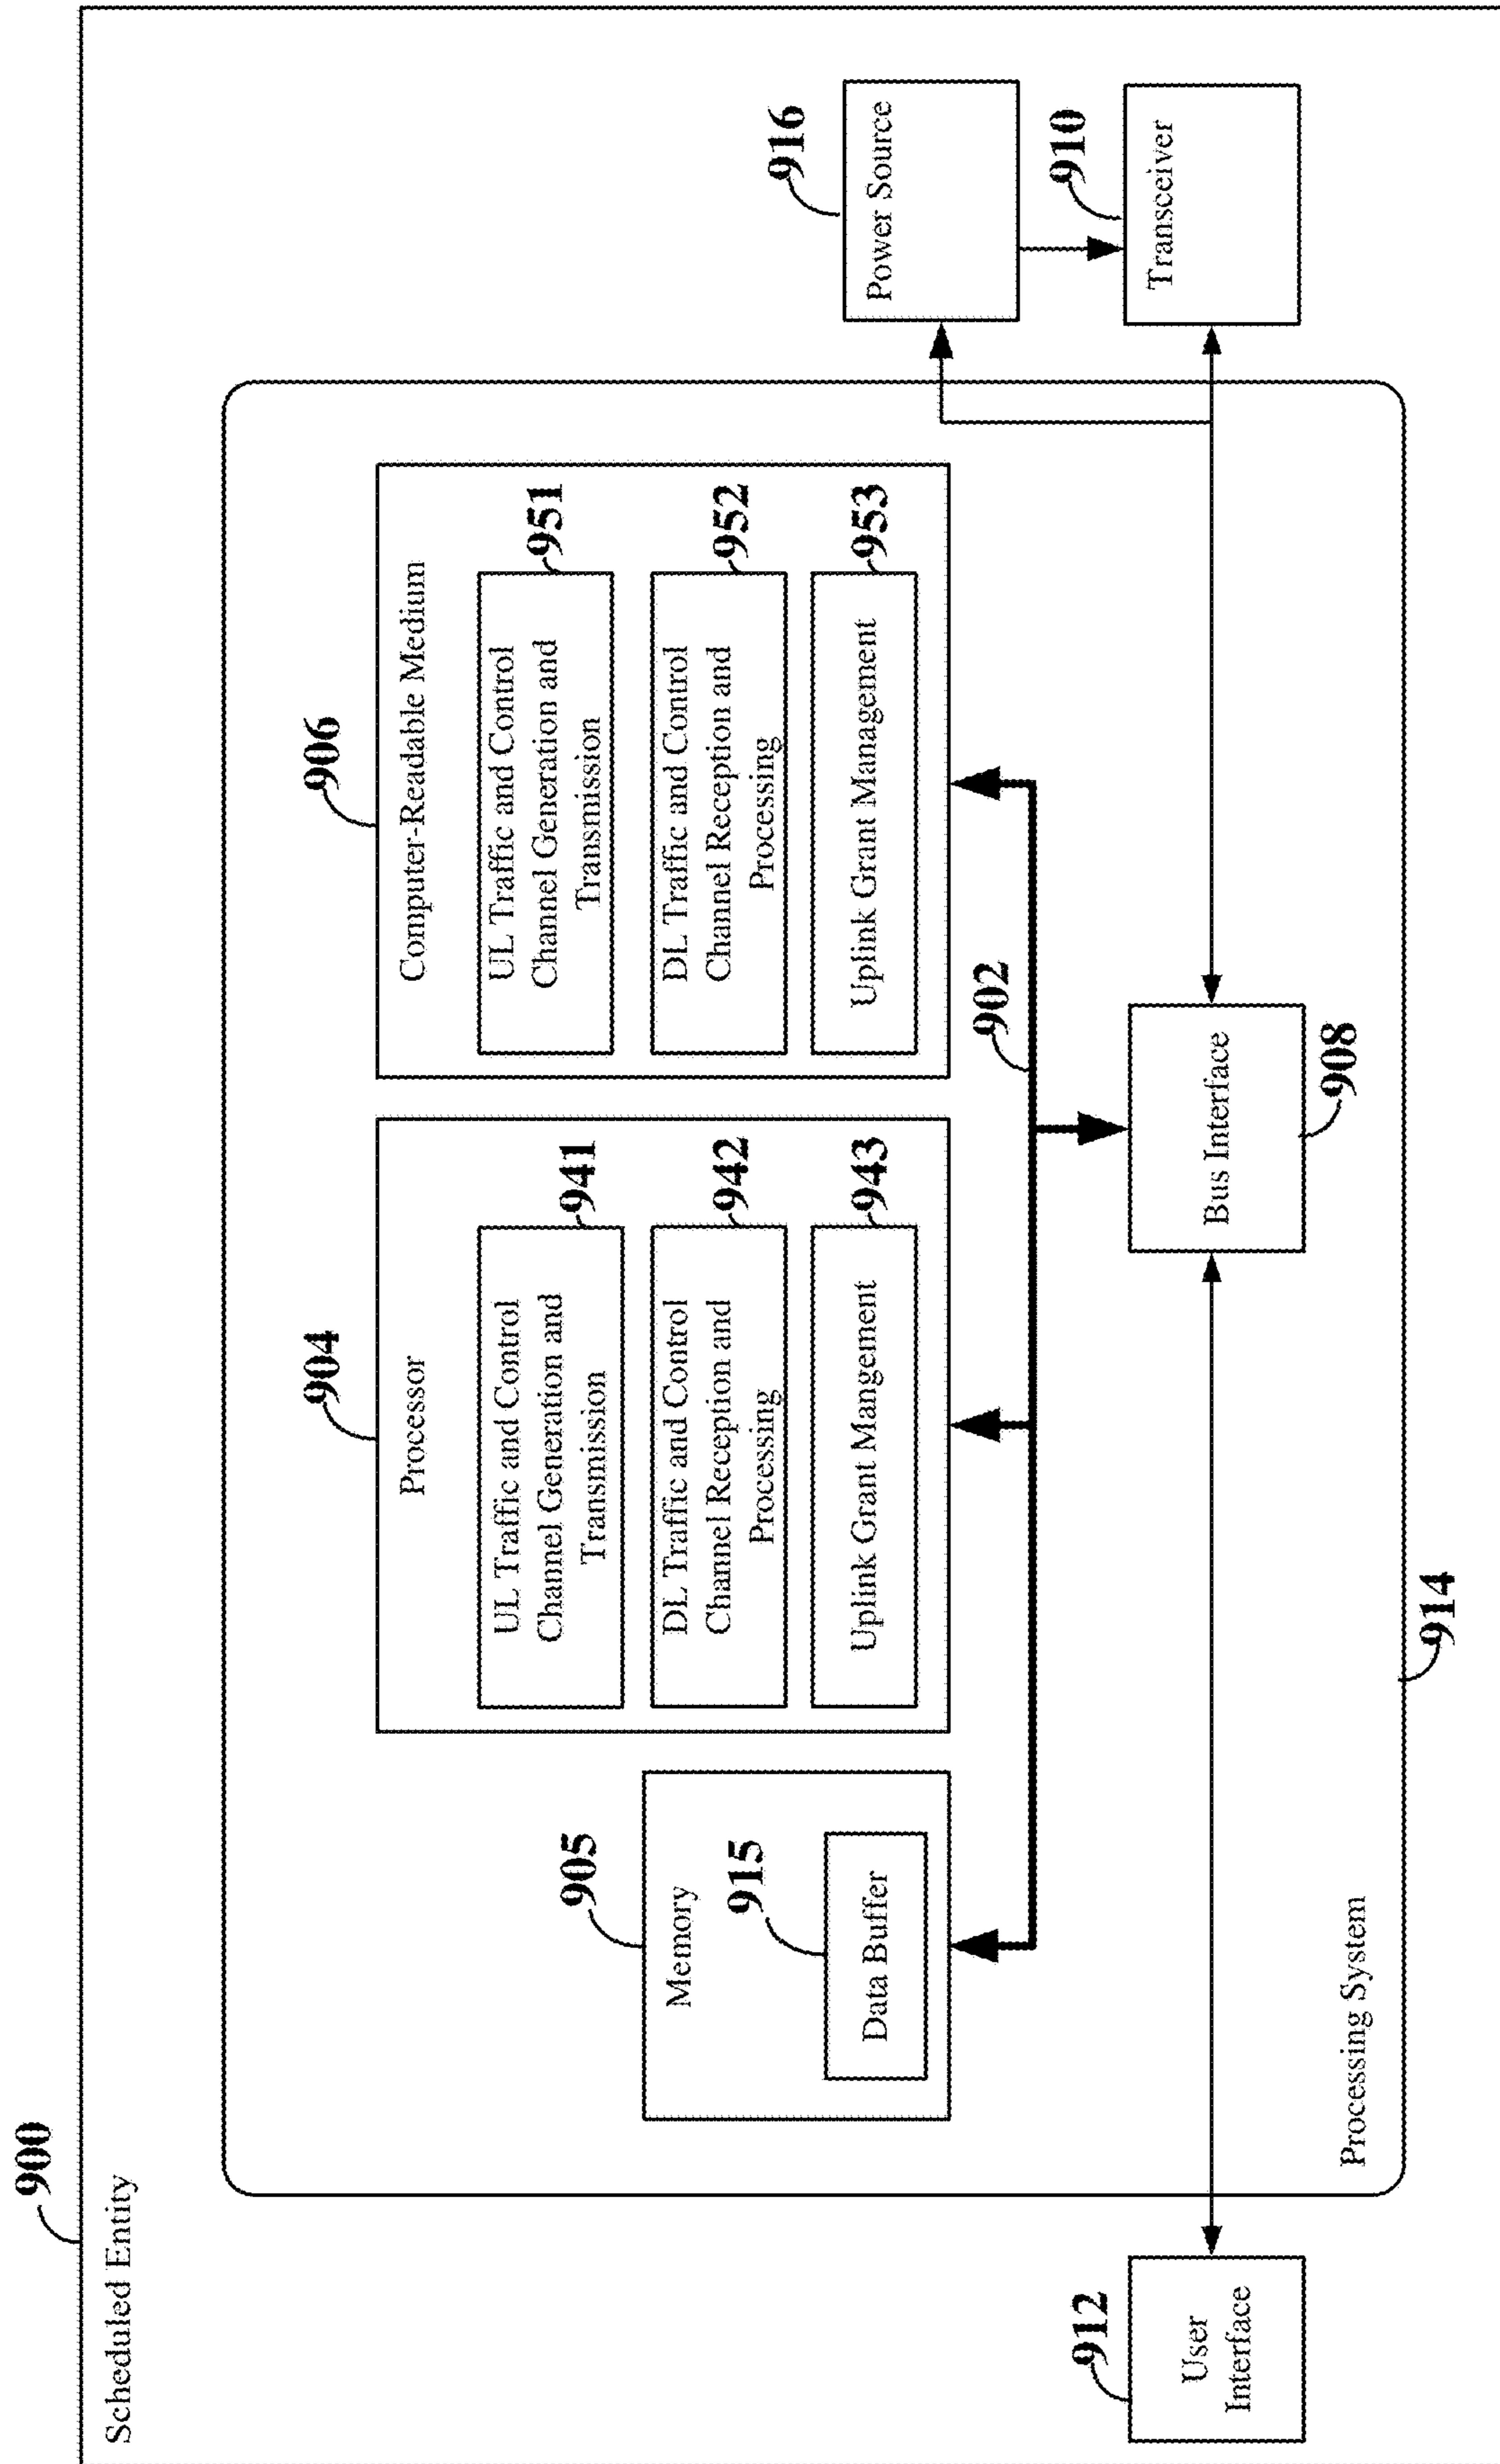 900
Scheduled Entity
Processing System
914
905
Memory
915
Data Buffer
904
Processor
941
UL Traffic and Control
Channel Generation and
Transmission
942
DL Traffic and Control
Channel Reception and
Processing
943
Uplink Grant Mangement
906
Computer-Readable Medium
951
UL Traffic and Control
Channel Generation and
Transmission
952
DL Traffic and Control
Channel Reception and
Processing
953
Uplink Grant Management
902
916
Power Source
912
User
Interface
Bus Interface
908
910
Transceiver